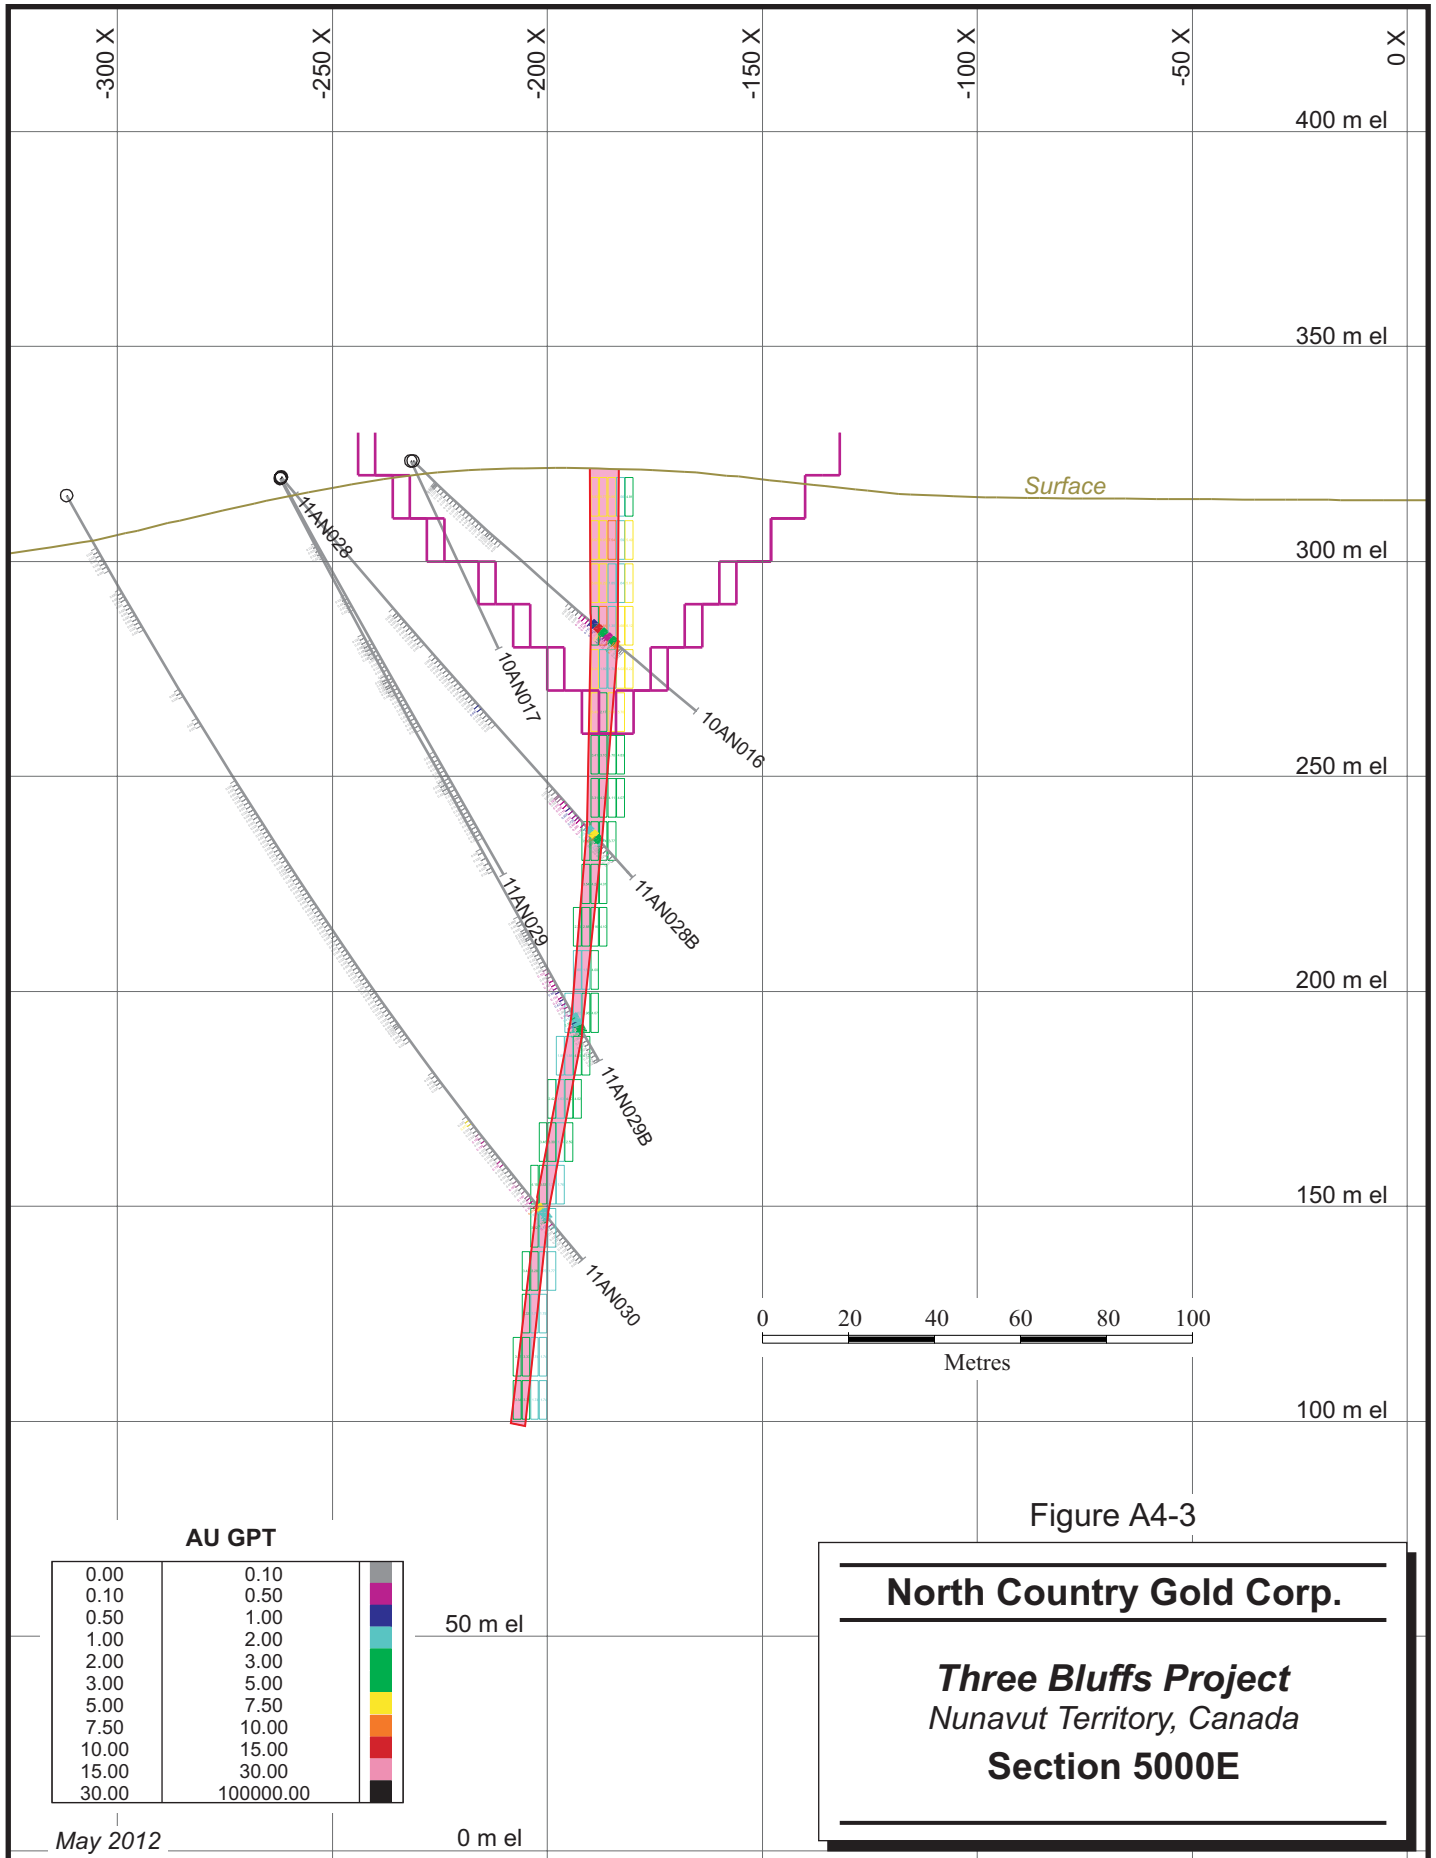 -300 X
-250 X
-200 X
-150 X
-100 X
-50 X
0 X
400 m el
350 m el
Surface
11AN028
300 m el
10AN017
10AN016
250 m el
11AN029
11AN028B
200 m el
11AN029B
150 m el
11AN030
0 20 40 60 80 100
Metres
100 m el
Figure A4-3
AU GPT
0.00 0.10
0.10 0.50
0.50 1.00
1.00 2.00
2.00 3.00
3.00 5.00
5.00 7.50
7.50 10.00
10.00 15.00
15.00 30.00
30.00 100000.00
50 m el
North Country Gold Corp.
Three Bluffs Project
Nunavut Territory, Canada
Section 5000E
May 2012
0 m el